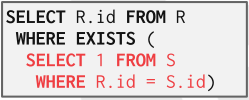 SELECT R.id FROM R
WHERE EXISTS (
SELECT 1 FROM S
WHERE R.id = S.id)